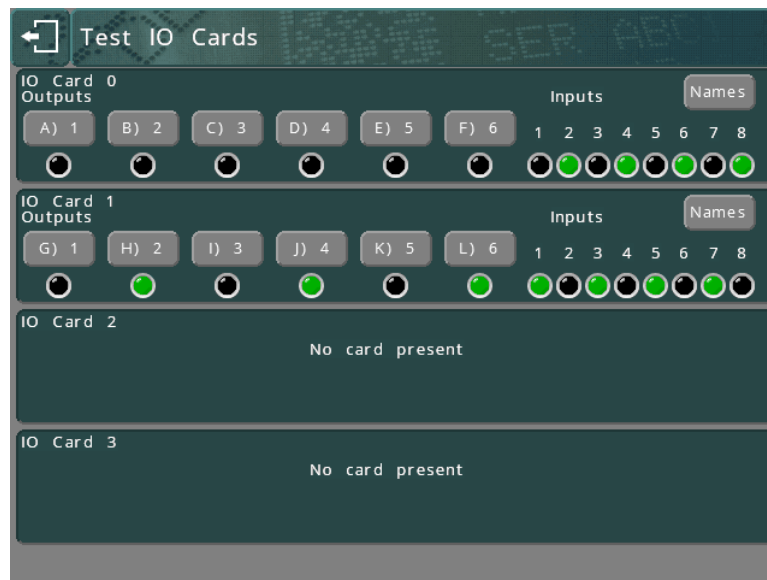 Test IO Cards
IO Card 0
Outputs
Inputs
Names
A) 1 B) 2 C) 3 D) 4 E) 5 F) 6
1 2 3 4 5 6 7 8
IO Card 1
Outputs
Inputs
Names
G) 1 H) 2 I) 3 J) 4 K) 5 L) 6
1 2 3 4 5 6 7 8
IO Card 2
No card present
IO Card 3
No card present